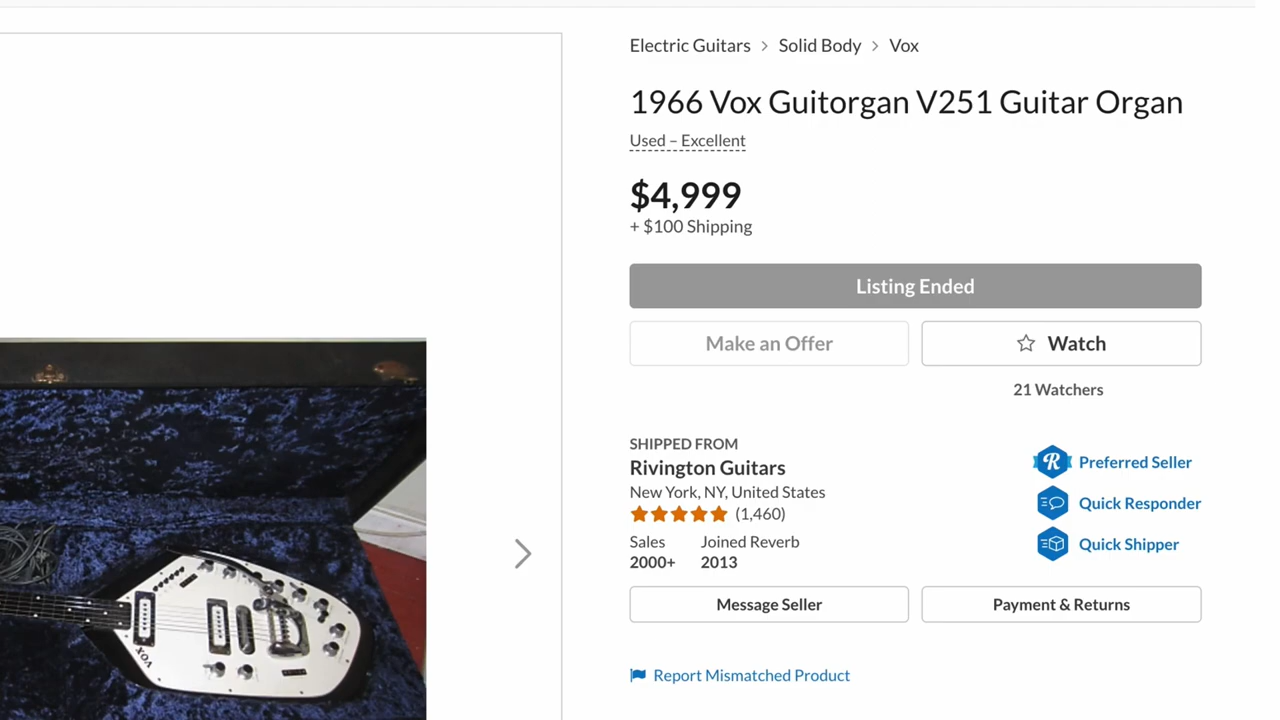 Electric Guitars > Solid Body > Vox
1966 Vox Guitorgan V251 Guitar Organ
Used – Excellent
$4,999
+ $100 Shipping
Listing Ended
Make an Offer
Watch
21 Watchers
SHIPPED FROM
Rivington Guitars
New York, NY, United States
(1,460)
Sales
Joined Reverb
2000+
2013
R Preferred Seller
Quick Responder
Quick Shipper
Message Seller
Payment & Returns
Report Mismatched Product
VOX